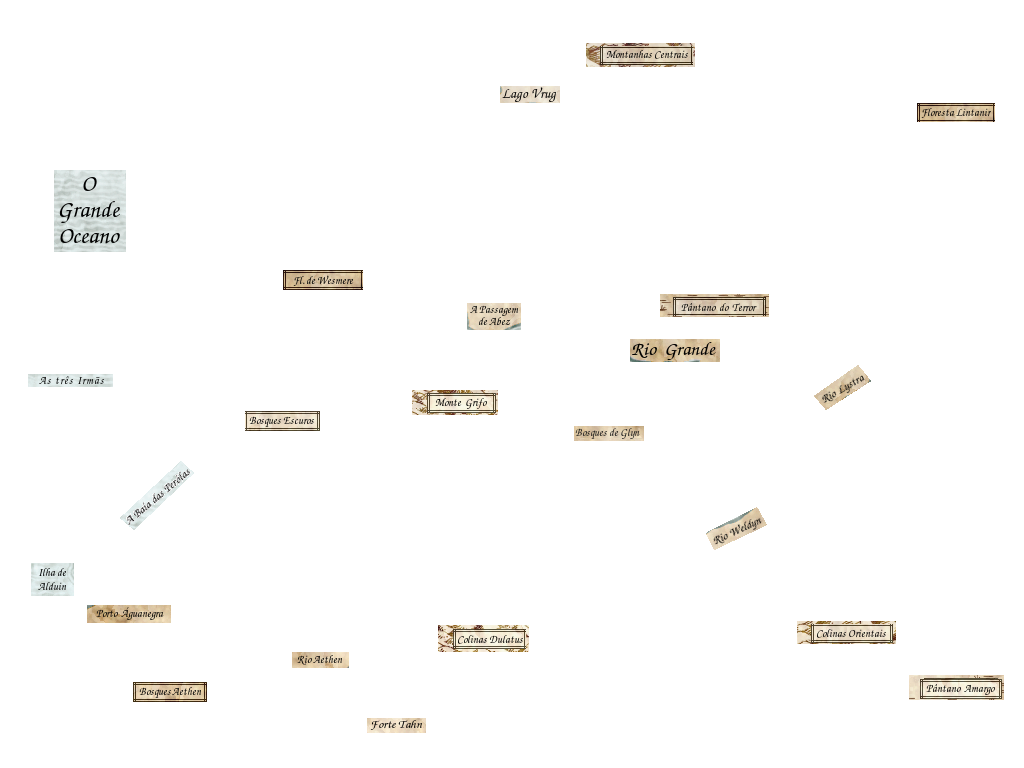 Montanhas Centrais
Lago Vrug
Floresta Lintanir
O
Grande
Oceano
Fl. de Wesmere
A Passagem
de Abez
Pântano do Terror
Rio Grande
As três Irmãs
Rio Lystra
Monte Grifo
Bosques Escuros
Bosques de Glyn
A Baía das Perolas
Rio Weldyn
Ilha de
Alduin
Porto Águanegra
Colinas Dulatus
Colinas Orientais
Rio Aethen
Bosques Aethen
Pântano Amargo
Forte Tahn